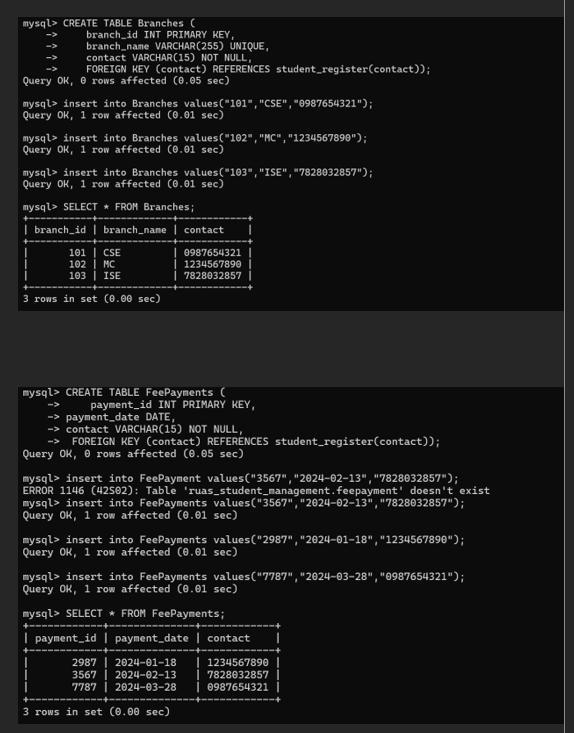 mysql> CREATE TABLE Branches (
    ->     branch_id INT PRIMARY KEY,
    ->     branch_name VARCHAR(255) UNIQUE,
    ->     contact VARCHAR(15) NOT NULL,
    ->     FOREIGN KEY (contact) REFERENCES student_register(contact));
Query OK, 0 rows affected (0.05 sec)
mysql> insert into Branches values("101","CSE","0987654321");
Query OK, 1 row affected (0.01 sec)
mysql> insert into Branches values("102","MC","1234567890");
Query OK, 1 row affected (0.01 sec)
mysql> insert into Branches values("103","ISE","7828032857");
Query OK, 1 row affected (0.01 sec)
mysql> SELECT * FROM Branches;
+-----------+-------------+------------+
| branch_id | branch_name | contact    |
+-----------+-------------+------------+
|       101 | CSE         | 0987654321 |
|       102 | MC          | 1234567890 |
|       103 | ISE         | 7828032857 |
+-----------+-------------+------------+
3 rows in set (0.00 sec)
mysql> CREATE TABLE FeePayments (
    ->     payment_id INT PRIMARY KEY,
    -> payment_date DATE,
    -> contact VARCHAR(15) NOT NULL,
    ->  FOREIGN KEY (contact) REFERENCES student_register(contact));
Query OK, 0 rows affected (0.05 sec)
mysql> insert into FeePayment values("3567","2024-02-13","7828032857");
ERROR 1146 (42S02): Table 'ruas_student_management.feepayment' doesn't exist
mysql> insert into FeePayments values("3567","2024-02-13","7828032857");
Query OK, 1 row affected (0.01 sec)
mysql> insert into FeePayments values("2987","2024-01-18","1234567890");
Query OK, 1 row affected (0.01 sec)
mysql> insert into FeePayments values("7787","2024-03-28","0987654321");
Query OK, 1 row affected (0.01 sec)
mysql> SELECT * FROM FeePayments;
+------------+--------------+------------+
| payment_id | payment_date | contact    |
+------------+--------------+------------+
|       2987 | 2024-01-18   | 1234567890 |
|       3567 | 2024-02-13   | 7828032857 |
|       7787 | 2024-03-28   | 0987654321 |
+------------+--------------+------------+
3 rows in set (0.00 sec)